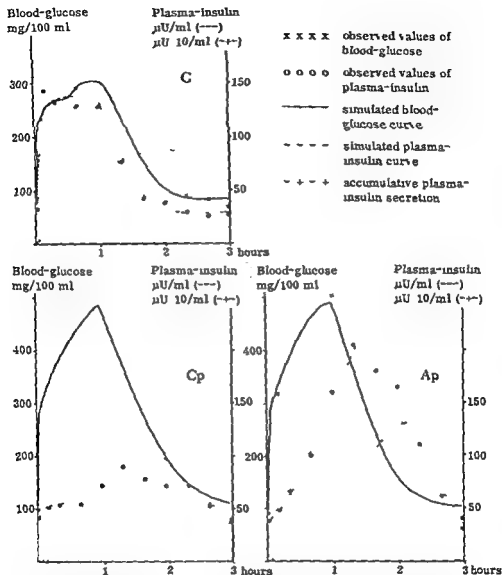 Blood-glucose
mg/100 ml
Plasma-insulin
µU/ml (---)
µU 10/ml (-+-)
300
200
100
150
100
50
G
1
2
3 hours
x x x x observed values of
blood-glucose
o o o o observed values of
plasma-insulin
simulated blood-
glucose curve
simulated plasma-
insulin curve
accumulative plasma-
insulin secretion
Blood-glucose
mg/100 ml
Plasma-insulin
µU/ml (---)
µU 10/ml (-+-)
400
300
200
100
150
100
50
Cp
1
2
3
hours
Blood-glucose
mg/100 ml
Plasma-insulin
µU/ml (---)
µU 10/ml (-+-)
400
200
150
100
50
Ap
1
2
3 hours